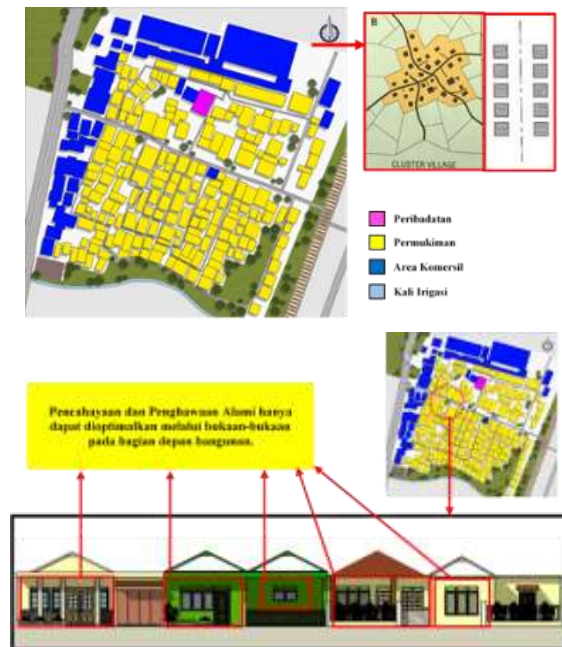 B
CLUSTER VILLAGE
Peribadatan
Permukiman
Area Komersil
Kali Irigasi
Pencahayaan dan Penghawaan Alami hanya
dapat dioptimalkan melalui bukaan-bukaan
pada bagian depan bangunan.